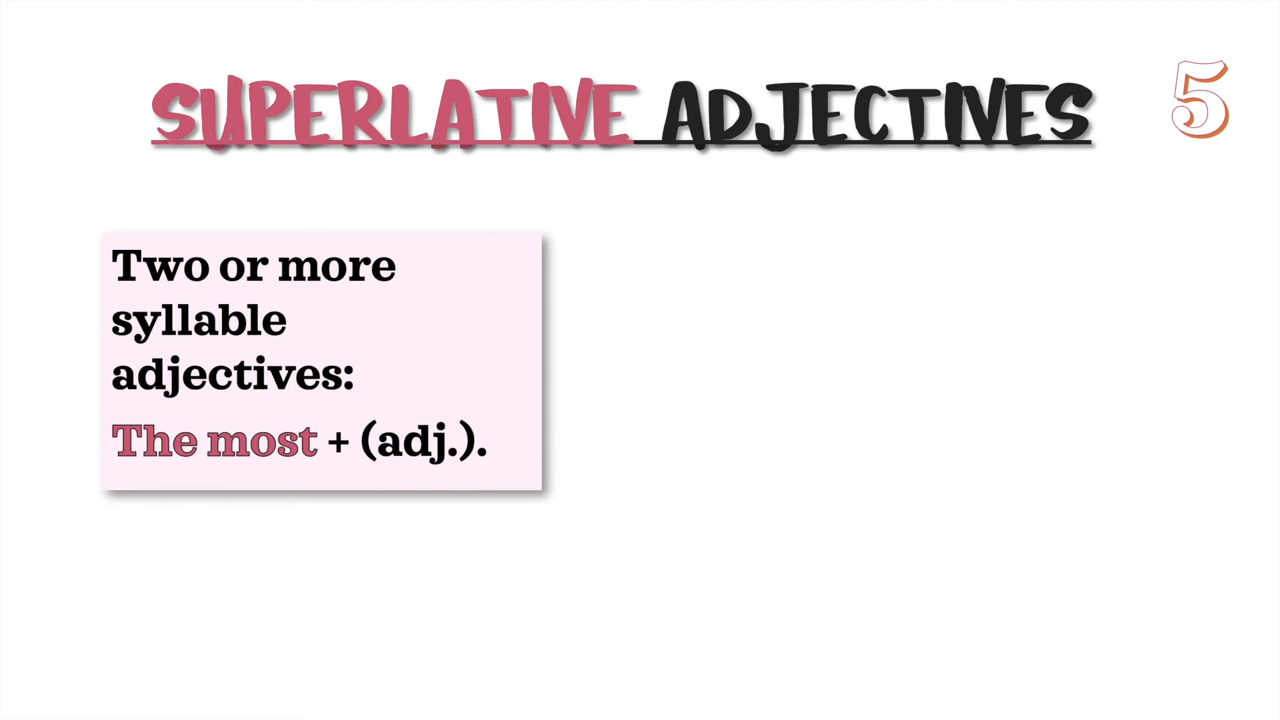 SUPERLATIVE ADJECTIVES
5
Two or more
syllable
adjectives:
The most + (adj.).